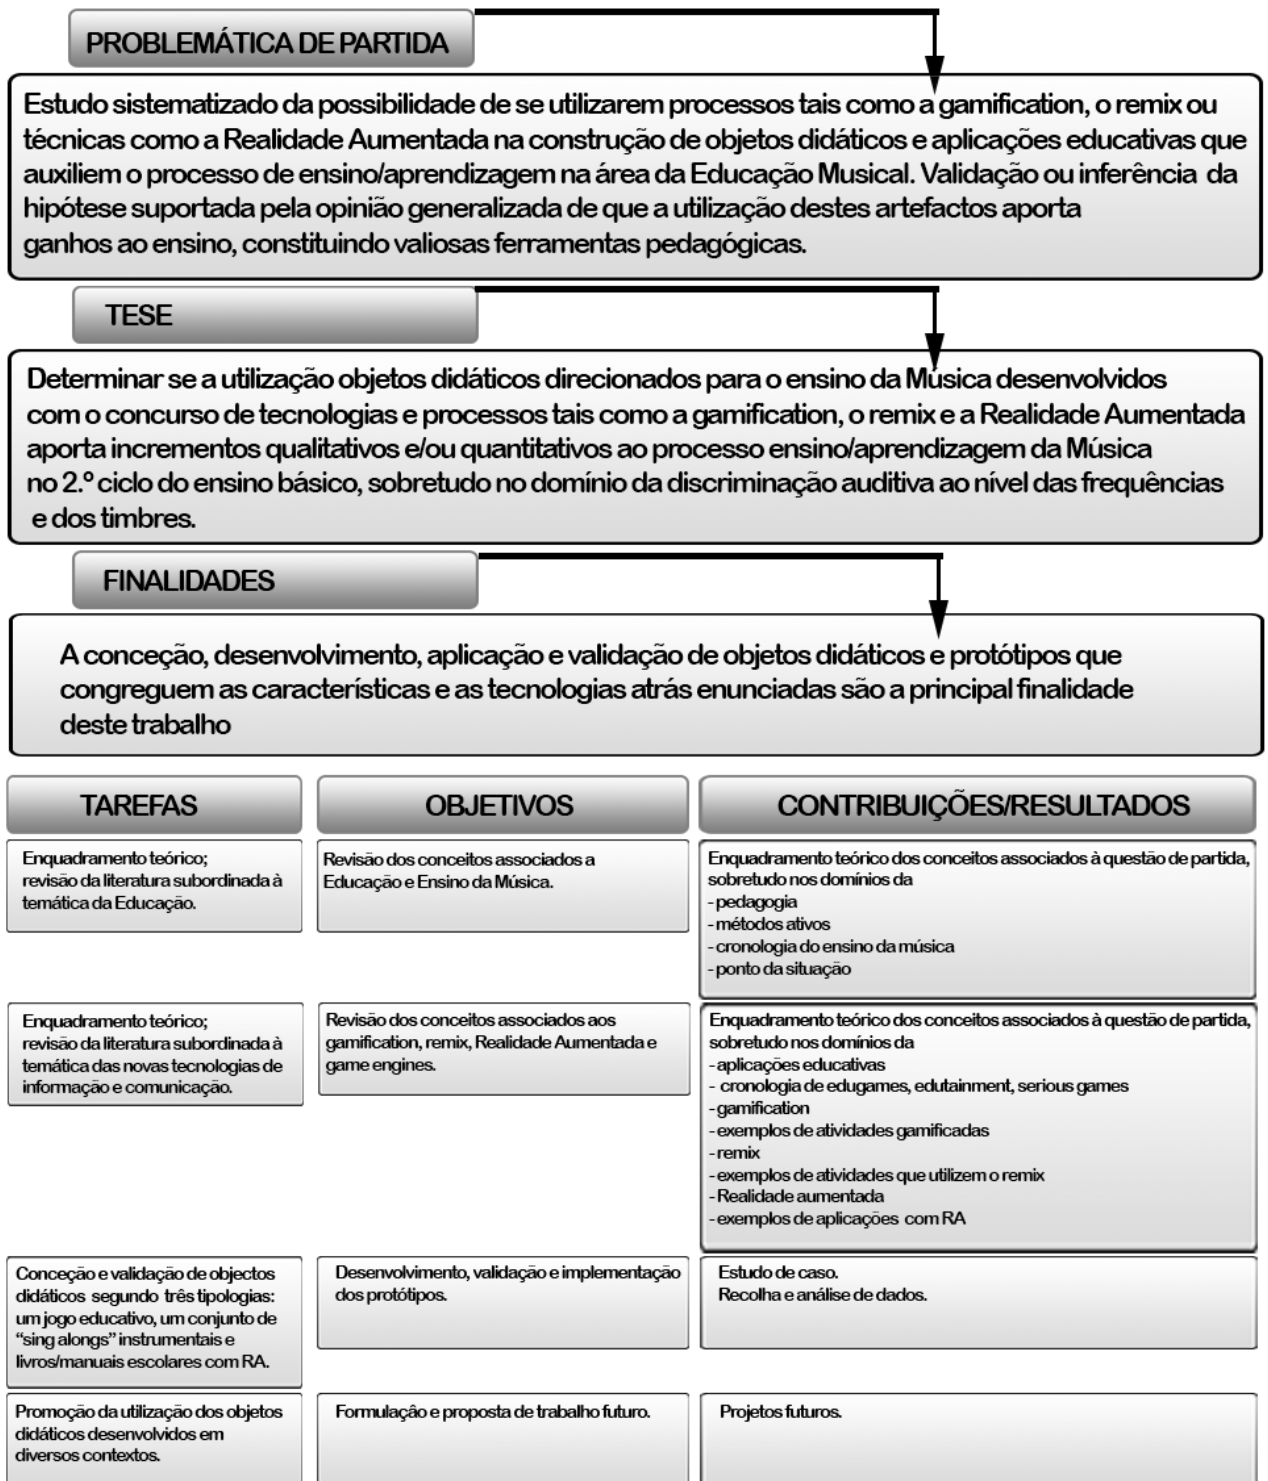 PROBLEMÁTICA DE PARTIDA
Estudo sistematizado da possibilidade de se utilizarem processos tais como a gamification, o remix ou
técnicas como a Realidade Aumentada na construção de objetos didáticos e aplicações educativas que
auxiliem o processo de ensino/aprendizagem na área da Educação Musical. Validação ou inferência da
hipótese suportada pela opinião generalizada de que a utilização destes artefactos aporta
ganhos ao ensino, constituindo valiosas ferramentas pedagógicas.
TESE
Determinar se a utilização objetos didáticos direcionados para o ensino da Música desenvolvidos
com o concurso de tecnologias e processos tais como a gamification, o remix e a Realidade Aumentada
aporta incrementos qualitativos e/ou quantitativos ao processo ensino/aprendizagem da Música
no 2.º ciclo do ensino básico, sobretudo no domínio da discriminação auditiva ao nível das frequências
e dos timbres.
FINALIDADES
A conceção, desenvolvimento, aplicação e validação de objetos didáticos e protótipos que
congreguem as características e as tecnologias atrás enunciadas são a principal finalidade
deste trabalho
TAREFAS
OBJETIVOS
CONTRIBUIÇÕES/RESULTADOS
Enquadramento teórico;
revisão da literatura subordinada à
temática da Educação.
Revisão dos conceitos associados a
Educação e Ensino da Música.
Enquadramento teórico dos conceitos associados à questão de partida,
sobretudo nos domínios da
- pedagogia
- métodos ativos
- cronologia do ensino da música
- ponto da situação
Enquadramento teórico;
revisão da literatura subordinada à
temática das novas tecnologias de
informação e comunicação.
Revisão dos conceitos associados aos
gamification, remix, Realidade Aumentada e
game engines.
Enquadramento teórico dos conceitos associados à questão de partida,
sobretudo nos domínios da
- aplicações educativas
- cronologia de edugames, edutainment, serious games
- gamification
- exemplos de atividades gamificadas
- remix
- exemplos de atividades que utilizem o remix
- Realidade aumentada
- exemplos de aplicações com RA
Conceção e validação de objectos
didáticos segundo três tipologias:
um jogo educativo, um conjunto de
“sing alongs” instrumentais e
livros/manuais escolares com RA.
Desenvolvimento, validação e implementação
dos protótipos.
Estudo de caso.
Recolha e análise de dados.
Promoção da utilização dos objetos
didáticos desenvolvidos em
diversos contextos.
Formulação e proposta de trabalho futuro.
Projetos futuros.